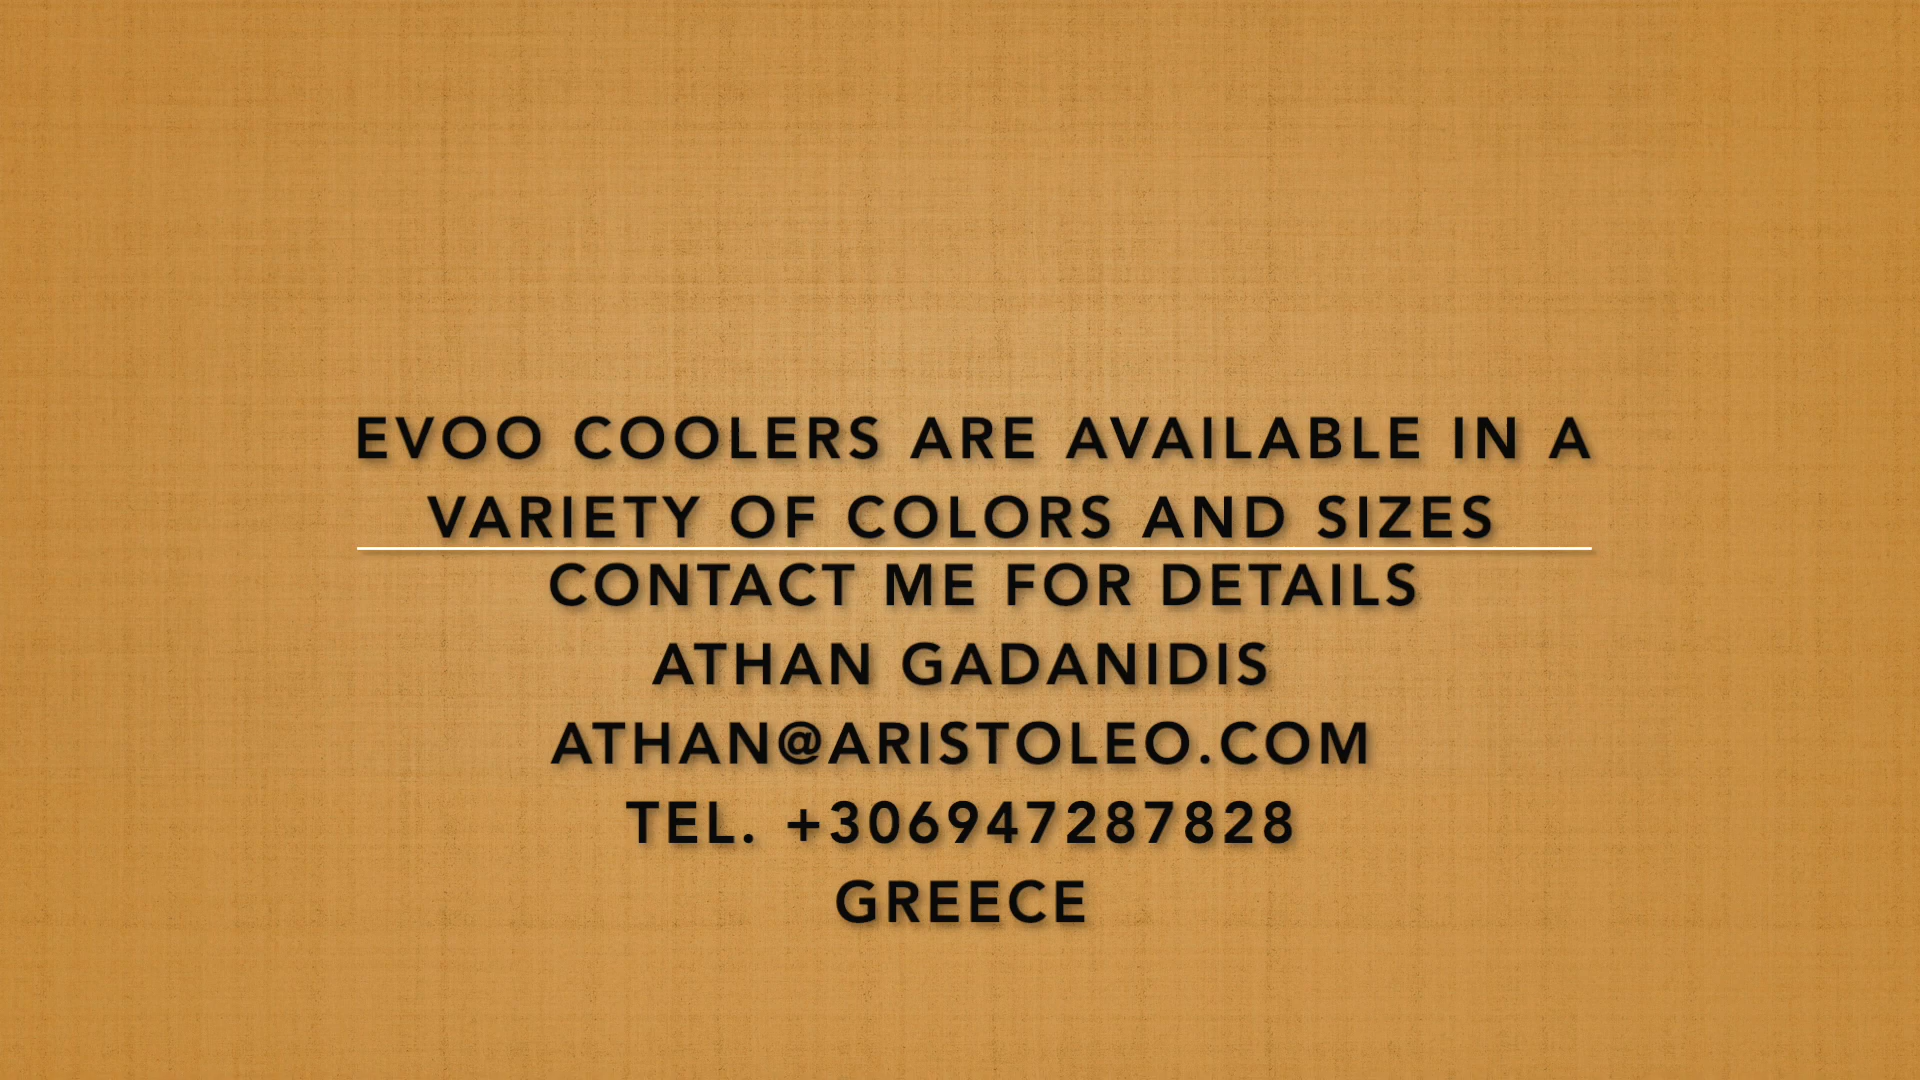 EVOO COOLERS ARE AVAILABLE IN A
VARIETY OF COLORS AND SIZES
CONTACT ME FOR DETAILS
ATHAN GADANIDIS
ATHAN@ARISTOLEO.COM
TEL. +306947287828
GREECE